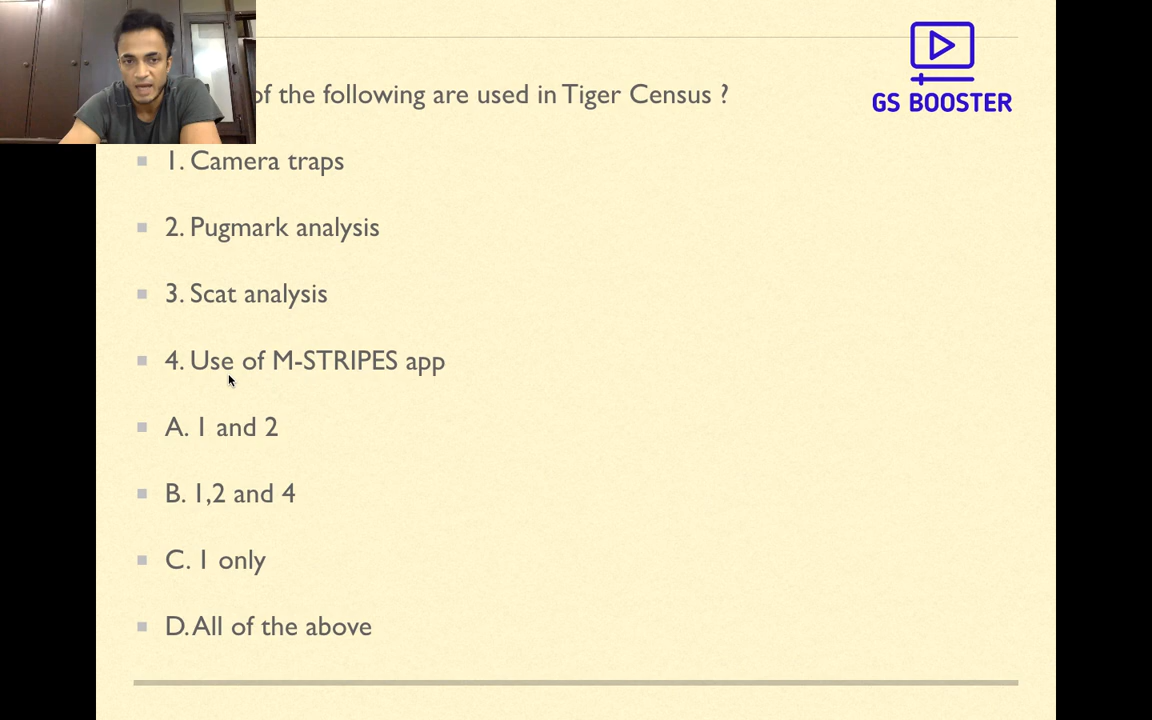 of the following are used in Tiger Census ?
GS BOOSTER
1. Camera traps
2. Pugmark analysis
3. Scat analysis
4. Use of M-STRIPES app
A. 1 and 2
B. 1,2 and 4
C. 1 only
D. All of the above